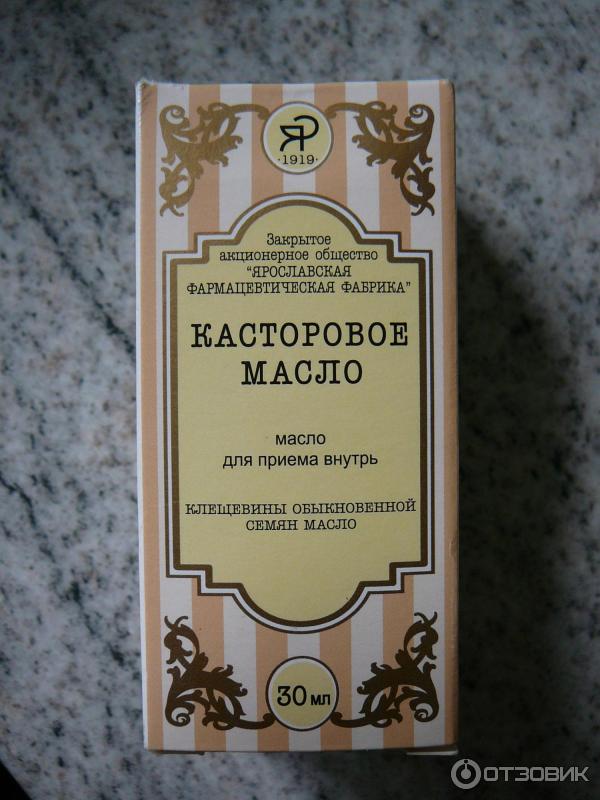 ЯР
·1919·
Закрытое
акционерное общество
"ЯРОСЛАВСКАЯ
ФАРМАЦЕВТИЧЕСКАЯ ФАБРИКА"
КАСТОРОВОЕ
МАСЛО
масло
для приема внутрь
КЛЕЩЕВИНЫ ОБЫКНОВЕННОЙ
СЕМЯН МАСЛО
30 мл
ОТЗОВИК